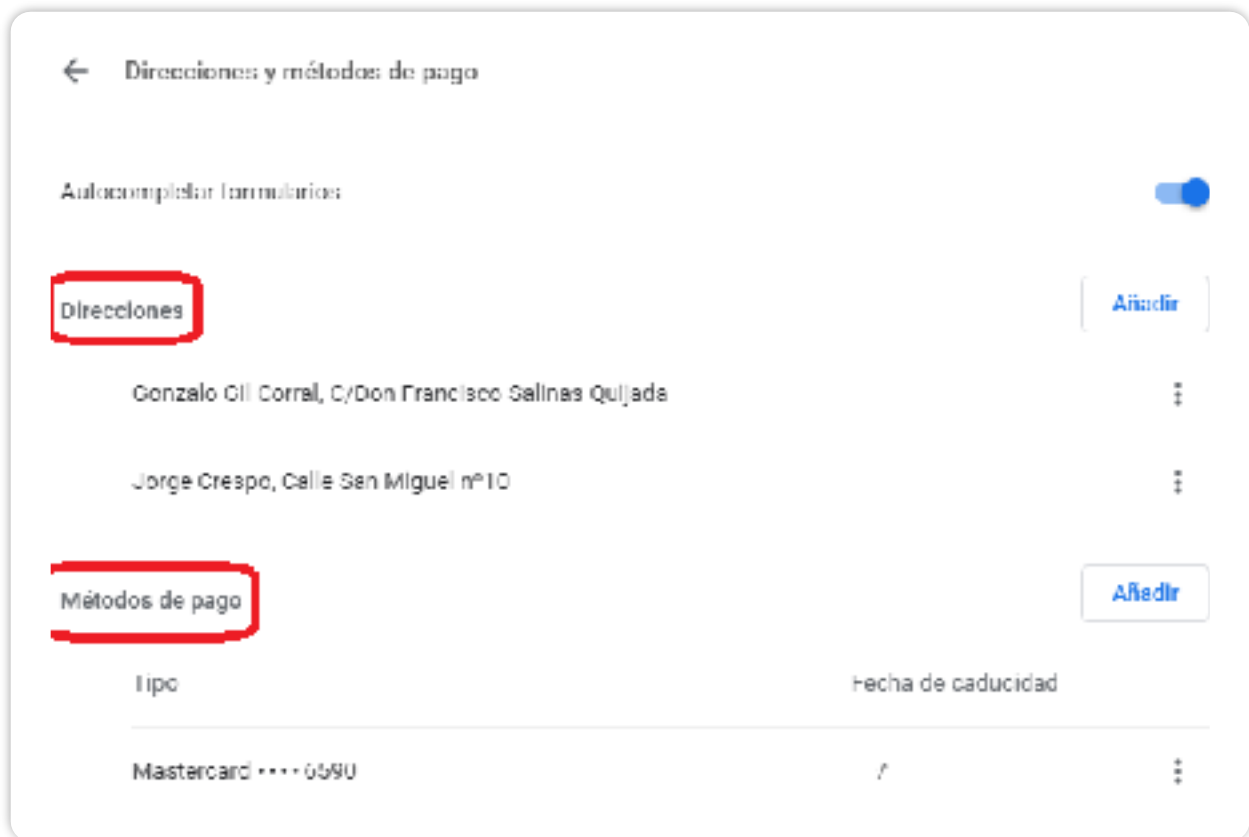 Direcciones y métodos de pago
Autocompletar formularios
Direcciones
Añadir
Gonzalo Gil Corral, C/Don Francisco Salinas Quijada
Jorge Crespo, Calle San Miguel nº10
Métodos de pago
Añadir
Tipo Fecha de caducidad
Mastercard •••• 6590 /